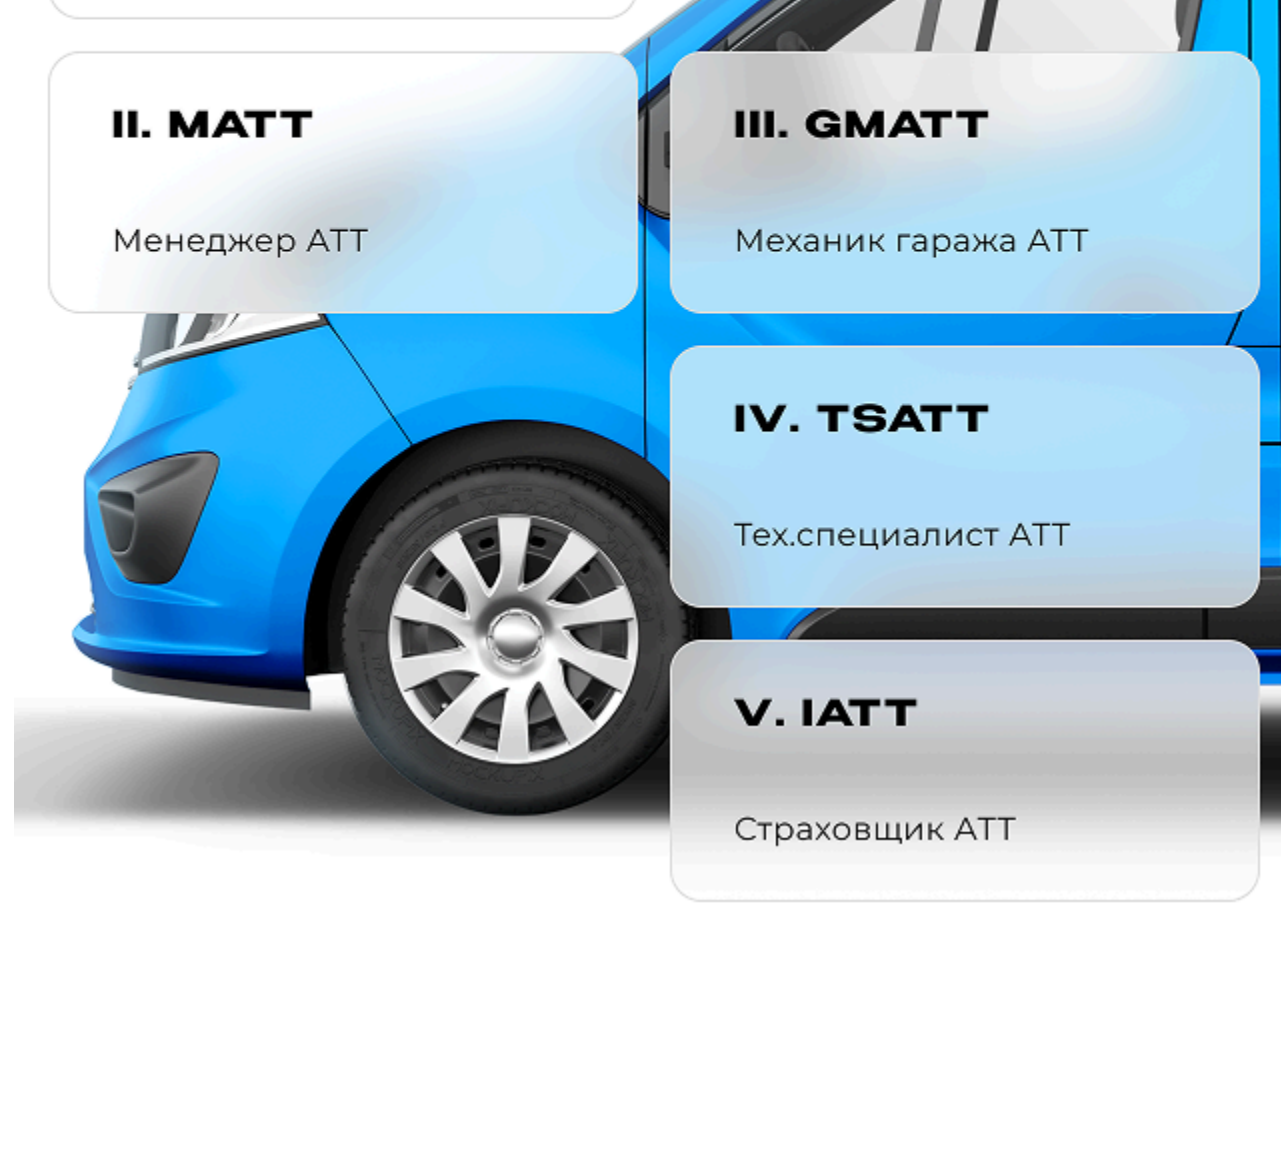 II. MATT
Менеджер АТТ
III. GMATT
Механик гаража АТТ
IV. TSATT
Тех.специалист АТТ
V. IATT
Страховщик АТТ